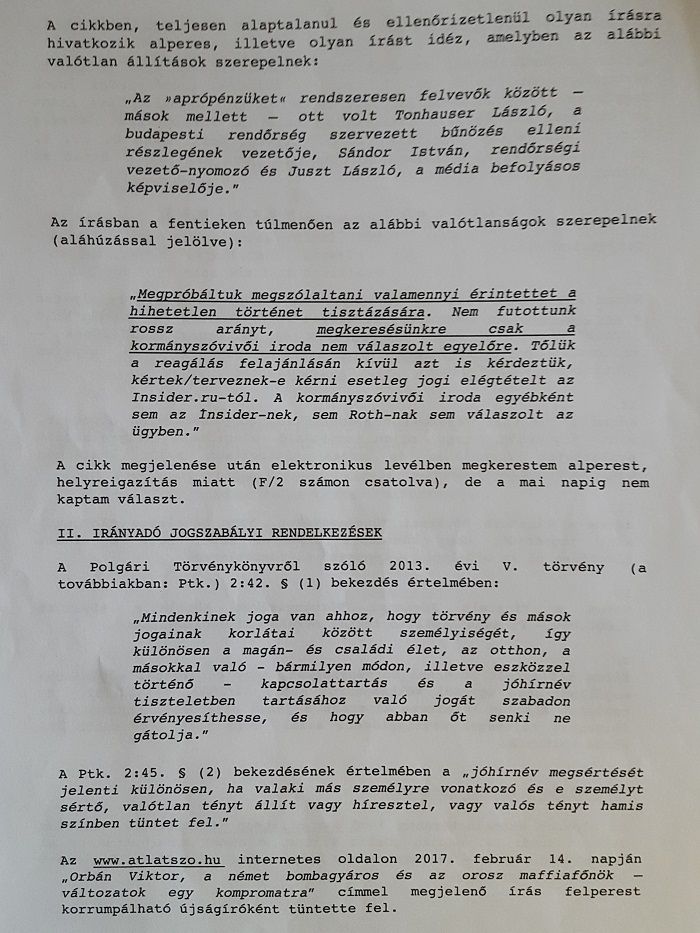 A cikkben, teljesen alaptalanul és ellenőrizetlenül olyan írásra
hivatkozik alperes, illetve olyan írást idéz, amelyben az alábbi
valótlan állítások szerepelnek:
„Az »aprópénzüket« rendszeresen felvevők között –
mások mellett – ott volt Tonhauser László, a
budapesti rendőrség szervezett bűnözés elleni
részlegének vezetője, Sándor István, rendőrségi
vezető-nyomozó és Juszt László, a média befolyásos
képviselője."
Az írásban a fentieken túlmenően az alábbi valótlanságok szerepelnek
(aláhúzással jelölve):
„Megpróbáltuk megszólaltani valamennyi érintettet a
hihetetlen történet tisztázására. Nem futottunk
rossz arányt, megkeresésünkre csak a
kormányszóvivői iroda nem válaszolt egyelőre. Tőlük
a reagálás felajánlásán kívül azt is kérdeztük,
kértek/terveznek-e kérni esetleg jogi elégtételt az
Insider.ru-tól. A kormányszóvivői iroda egyébként
sem az Insider-nek, sem Roth-nak sem válaszolt az
ügyben."
A cikk megjelenése után elektronikus levélben megkerestem alperest,
helyreigazítás miatt (F/2 számon csatolva), de a mai napig nem
kaptam választ.
II. IRÁNYADÓ JOGSZABÁLYI RENDELKEZÉSEK
A Polgári Törvénykönyvről szóló 2013. évi V. törvény (a
továbbiakban: Ptk.) 2:42. § (1) bekezdés értelmében:
„Mindenkinek joga van ahhoz, hogy törvény és mások
jogainak korlátai között személyiségét, így
különösen a magán- és családi élet, az otthon, a
másokkal való - bármilyen módon, illetve eszközzel
történő - kapcsolattartás és a jóhírnév
tiszteletben tartásához való jogát szabadon
érvényesíthesse, és hogy abban őt senki ne
gátolja."
A Ptk. 2:45. § (2) bekezdésének értelmében a „jóhírnév megsértését
jelenti különösen, ha valaki más személyre vonatkozó és e személyt
sértő, valótlan tényt állít vagy híresztel, vagy valós tényt hamis
színben tüntet fel."
Az www.atlatszo.hu internetes oldalon 2017. február 14. napján
„Orbán Viktor, a német bombagyáros és az orosz maffiafőnök –
változatok egy kompromatra" címmel megjelenő írás felperest
korrumpálható újságíróként tüntette fel.